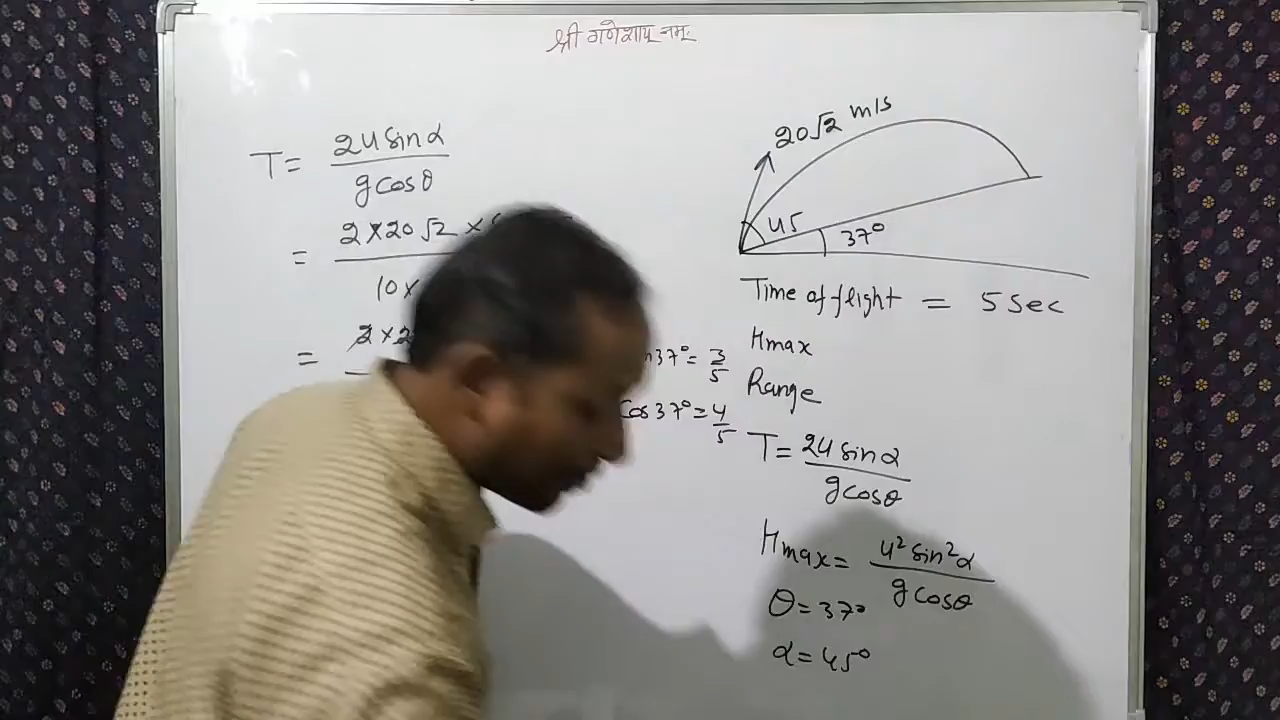 श्री गणेशाय नमः
T = 2u sinα / g cosθ
= 2×20√2 ×
10×
= 2×2
37° = 3/5
cos 37° = 4/5
20√2 m/s
45
37°
Time of flight = 5 sec
Hmax
Range
T = 2u sinα / g cosθ
Hmax = u² sin²α / g cosθ
θ = 37°
α = 45°